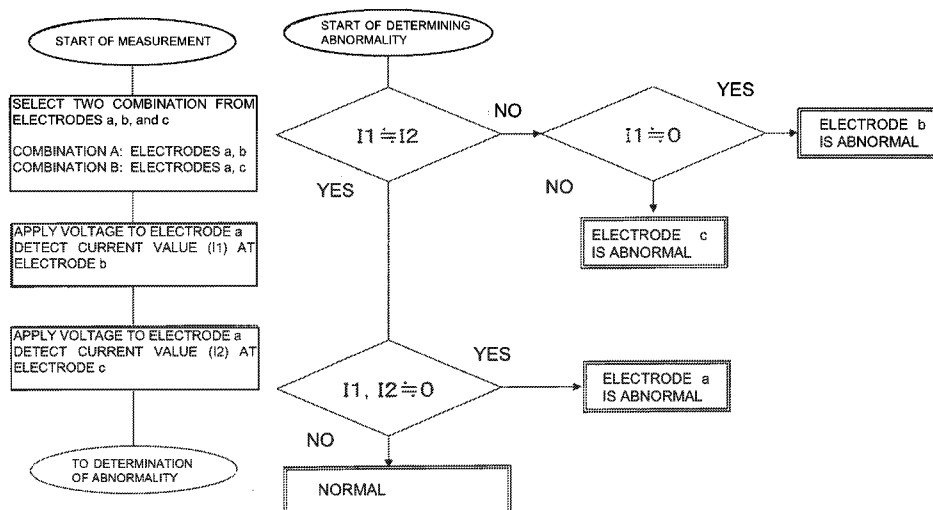 START OF MEASUREMENT
SELECT TWO COMBINATION FROM
ELECTRODES a, b, and c
COMBINATION A: ELECTRODES a, b
COMBINATION B: ELECTRODES a, c
APPLY VOLTAGE TO ELECTRODE a
DETECT CURRENT VALUE (I1) AT
ELECTRODE b
APPLY VOLTAGE TO ELECTRODE a
DETECT CURRENT VALUE (I2) AT
ELECTRODE c
TO DETERMINATION
OF ABNORMALITY
START OF DETERMINING
ABNORMALITY
I1≒I2
NO
YES
I1≒0
YES
NO
ELECTRODE b
IS ABNORMAL
ELECTRODE c
IS ABNORMAL
I1, I2≒0
YES
NO
ELECTRODE a
IS ABNORMAL
NORMAL